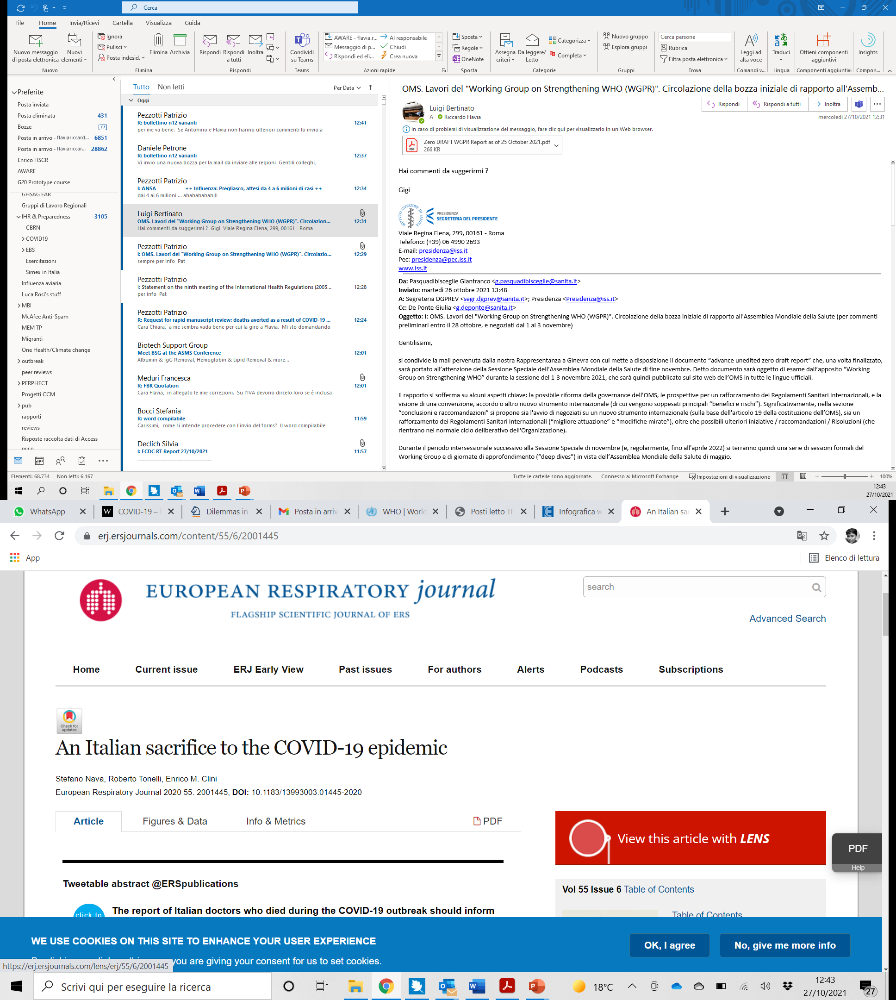 Cerca
File Home Invia/Ricevi Cartella Visualizza Guida
Nuovo messaggio di posta elettronica
Nuovi elementi
Nuovo
Ignora
Pulisci
Posta indesid.
Elimina Archivia
Elimina
Rispondi
Rispondi a tutti
Inoltra
Rispondi
Condividi su Teams
Teams
AWARE - flavia.r...
Messaggio di p...
Rispondi ed eli...
Al responsabile
Chiudi
Crea nuova
Azioni rapide
Sposta
Regole
OneNote
Sposta
Assegna criteri
Da leggere/ Letto
Categorizza
Completa
Categorie
Nuovo gruppo
Esplora gruppi
Gruppi
Cerca persone
Rubrica
Filtra posta elettronica
Trova
Leggi ad alta voce
Comandi v...
Traduci
Lingua
Ottieni componenti aggiuntivi
Componenti aggiuntivi
Insights
Compon...
Preferite
Posta inviata
Posta eliminata 431
Bozze [77]
Posta in arrivo - flaviariccard... 6851
Posta in arrivo - flaviariccar... 28862
Enrico HSCR
AWARE
G20 Prototype course
GHSAG EAR
Gruppi di Lavoro Regionali
IHR & Preparedness 3105
CBRN
COVID19
EBS
Esercitazioni
Simex in Italia
Influenza aviaria
Luca Rosi's stuff
MBI
McAfee Anti-Spam
MEM TP
Migranti
One Health/Climate change
outbreak
peer reviews
PERPHECT
Progetti CCM
pub
rapporti
reviews
Risposte raccolta dati di Access
Tutto Non letti Per Data
Oggi
Pezzotti Patrizio
R: bollettino n12 varianti 12:41
per me va bene. Se Antonino e Flavia non hanno ulteriori commenti lo invio a
Daniele Petrone
R: bollettino n12 varianti 12:37
Vi invio una nuova bozza per la mail da inviare alle regioni Gentili colleghi,
Pezzotti Patrizio
I: ANSA ++ Influenza: Pregliasco, attesi da 4 a 6 milioni di casi ++ 12:34
dai 4 ai 6 milioni ... ahahahahah!!!
Luigi Bertinato
OMS. Lavori del "Working Group on Strengthening WHO (WGPR)". Circolazion... 12:31
Hai commenti da suggerirmi ? Gigi Viale Regina Elena, 299, 00161 - Roma
Pezzotti Patrizio
I: OMS. Lavori del "Working Group on Strengthening WHO (WGPR)". Circolazio... 12:29
sempre per info Pat
Pezzotti Patrizio
I: Statement on the ninth meeting of the International Health Regulations (2005... 12:28
per info Pat
Pezzotti Patrizio
R: Request for rapid manuscript review: deaths averted as a result of COVID-19 ... 12:24
Cara Chiara, a me sembra vada bene per cui la giro a Flavia. Mi sto domando
Biotech Support Group
Meet BSG at the ASMS Conference 12:01
Albumin & IgG Removal, Hemoglobin & Lipid Removal & more...
Meduri Francesca
R: FBK Quotation 12:01
Cara Flavia, in allegato le mie correzioni. Su l'IVA devono dircelo loro se è inclusa
Bocci Stefania
R: word compilabile 11:59
Carissimi, come si intende procedere con l'invio del forms? Il word compilabile
Declich Silvia
I: ECDC RT Report 27/10/2021 11:57
OMS. Lavori del "Working Group on Strengthening WHO (WGPR)". Circolazione della bozza iniziale di rapporto all'Assemb...
Luigi Bertinato
A Riccardo Flavia
Rispondi Rispondi a tutti Inoltra
mercoledì 27/10/2021 12:31
In caso di problemi di visualizzazione del messaggio, fare clic qui per visualizzarlo in un Web browser.
Zero DRAFT WGPR Report as of 25 October 2021.pdf
266 KB
Hai commenti da suggerirmi ?
Gigi
ISTITVTO SVPERIORE DI SANITÀ
PRESIDENZA
SEGRETERIA DEL PRESIDENTE
Viale Regina Elena, 299, 00161 - Roma
Telefono: (+39) 06 4990 2693
E-mail: presidenza@iss.it
Pec: presidenza@pec.iss.it
www.iss.it
Da: Pasquadibisceglie Gianfranco <g.pasquadibisceglie@sanita.it>
Inviato: martedì 26 ottobre 2021 13:48
A: Segreteria DGPREV <segr.dgprev@sanita.it>; Presidenza <Presidenza@iss.it>
Cc: De Ponte Giulia <g.deponte@sanita.it>
Oggetto: I: OMS. Lavori del "Working Group on Strengthening WHO (WGPR)". Circolazione della bozza iniziale di rapporto all'Assemblea Mondiale della Salute (per commenti
preliminari entro il 28 ottobre, e negoziati dal 1 al 3 novembre)
Gentilissimi,
si condivide la mail pervenuta dalla nostra Rappresentanza a Ginevra con cui mette a disposizione il documento “advance unedited zero draft report” che, una volta finalizzato,
sarà portato all’attenzione della Sessione Speciale dell’Assemblea Mondiale della Salute di fine novembre. Detto documento sarà oggetto di esame dall’apposito “Working
Group on Strengthening WHO” durante la sessione del 1-3 novembre 2021, che sarà quindi pubblicato sul sito web dell’OMS in tutte le lingue ufficiali.
Il rapporto si sofferma su alcuni aspetti chiave: la possibile riforma della governance dell’OMS, le prospettive per un rafforzamento dei Regolamenti Sanitari Internazionali, e la
visione di una convenzione, accordo o altro nuovo strumento internazionale (di cui vengono soppesati principali “benefici e rischi”). Significativamente, nella sezione
“conclusioni e raccomandazioni” si propone sia l'avvio di negoziati su un nuovo strumento internazionale (sulla base dell'articolo 19 della costituzione dell’OMS), sia un
rafforzamento dei Regolamenti Sanitari Internazionali (“migliore attuazione” e “modifiche mirate”), oltre che possibili ulteriori iniziative / raccomandazioni / Risoluzioni (che
rientrano nel normale ciclo deliberativo dell'Organizzazione).
Durante il periodo intersessionale successivo alla Sessione Speciale di novembre (e, regolarmente, fino all'aprile 2022) si terranno quindi una serie di sessioni formali del
Working Group e di giornate di approfondimento (“deep dives”) in vista dell’Assemblea Mondiale della Salute di maggio.
Elementi: 68.734 Non letti: 6.167 Tutte le cartelle sono aggiornate. Connesso a: Microsoft Exchange Impostazioni di visualizzazione 100%
12:43
27/10/2021
WhatsApp COVID-19 – Dilemmas in Posta in arriv WHO | World Posti letto TI Infografica w An Italian sac
erj.ersjournals.com/content/55/6/2001445
App Elenco di lettura
EUROPEAN RESPIRATORY journal
FLAGSHIP SCIENTIFIC JOURNAL OF ERS
search
Advanced Search
Home Current issue ERJ Early View Past issues For authors Alerts Podcasts Subscriptions
Check for updates
An Italian sacrifice to the COVID-19 epidemic
Stefano Nava, Roberto Tonelli, Enrico M. Clini
European Respiratory Journal 2020 55: 2001445; DOI: 10.1183/13993003.01445-2020
Article Figures & Data Info & Metrics PDF
View this article with LENS
PDF
Help
Tweetable abstract @ERSpublications
click to
The report of Italian doctors who died during the COVID-19 outbreak should inform
Vol 55 Issue 6 Table of Contents
Table of Contents
WE USE COOKIES ON THIS SITE TO ENHANCE YOUR USER EXPERIENCE
you are giving your consent for us to set cookies.
OK, I agree No, give me more info
https://erj.ersjournals.com/lens/erj/55/6/2001445
Scrivi qui per eseguire la ricerca
18°C
12:43
27/10/2021
27